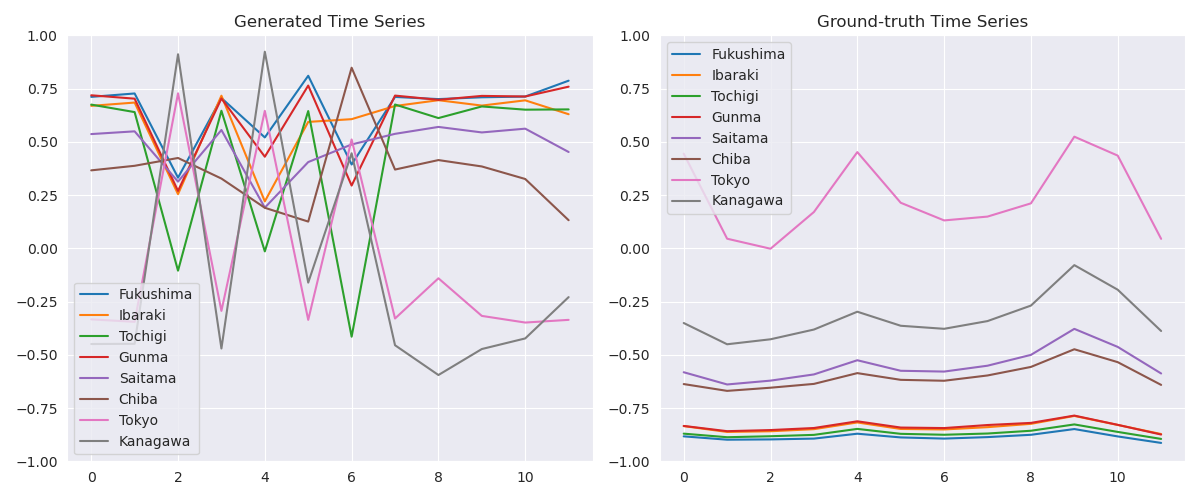 Generated Time Series
1.00
0.75
0.50
0.25
0.00
−0.25
−0.50
−0.75
−1.00
0
2
4
6
8
10
Fukushima
Ibaraki
Tochigi
Gunma
Saitama
Chiba
Tokyo
Kanagawa
Ground-truth Time Series
1.00
0.75
0.50
0.25
0.00
−0.25
−0.50
−0.75
−1.00
0
2
4
6
8
10
Fukushima
Ibaraki
Tochigi
Gunma
Saitama
Chiba
Tokyo
Kanagawa